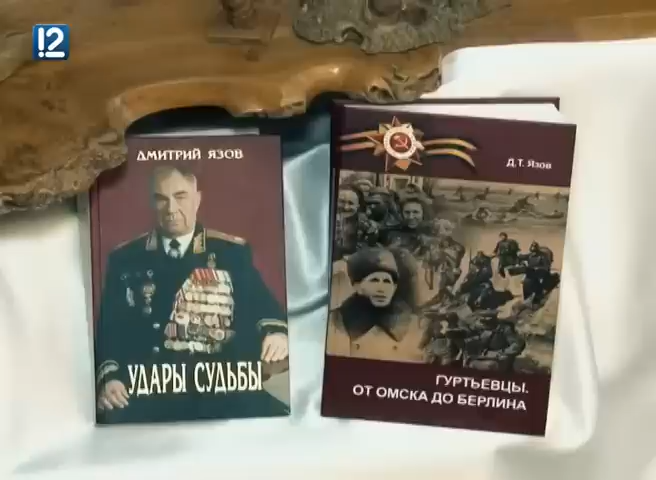 12
ДМИТРИЙ ЯЗОВ
УДАРЫ СУДЬБЫ
Д.Т. Язов
ГУРТЬЕВЦЫ.
ОТ ОМСКА ДО БЕРЛИНА